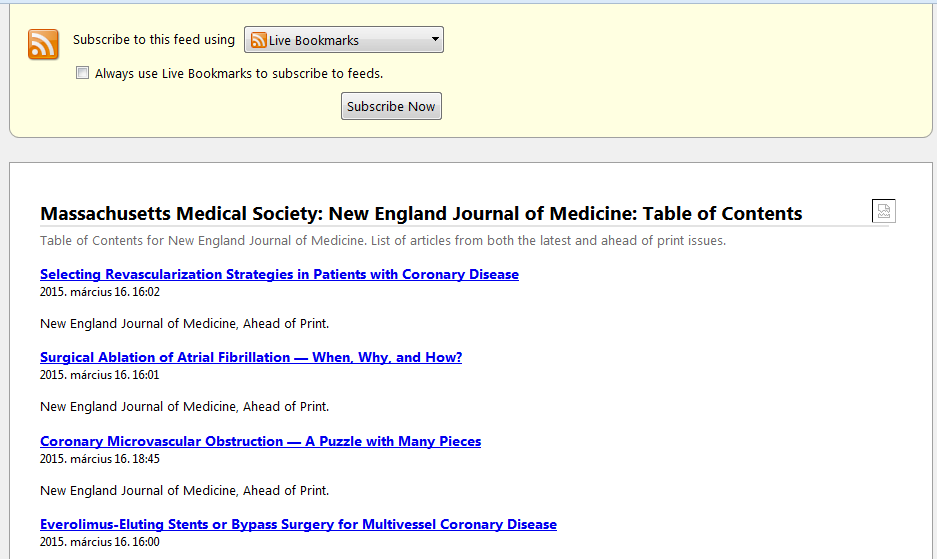 Subscribe to this feed using Live Bookmarks
Always use Live Bookmarks to subscribe to feeds.
Subscribe Now
Massachusetts Medical Society: New England Journal of Medicine: Table of Contents
Table of Contents for New England Journal of Medicine. List of articles from both the latest and ahead of print issues.
Selecting Revascularization Strategies in Patients with Coronary Disease
2015. március 16. 16:02
New England Journal of Medicine, Ahead of Print.
Surgical Ablation of Atrial Fibrillation — When, Why, and How?
2015. március 16. 16:01
New England Journal of Medicine, Ahead of Print.
Coronary Microvascular Obstruction — A Puzzle with Many Pieces
2015. március 16. 18:45
New England Journal of Medicine, Ahead of Print.
Everolimus-Eluting Stents or Bypass Surgery for Multivessel Coronary Disease
2015. március 16. 16:00